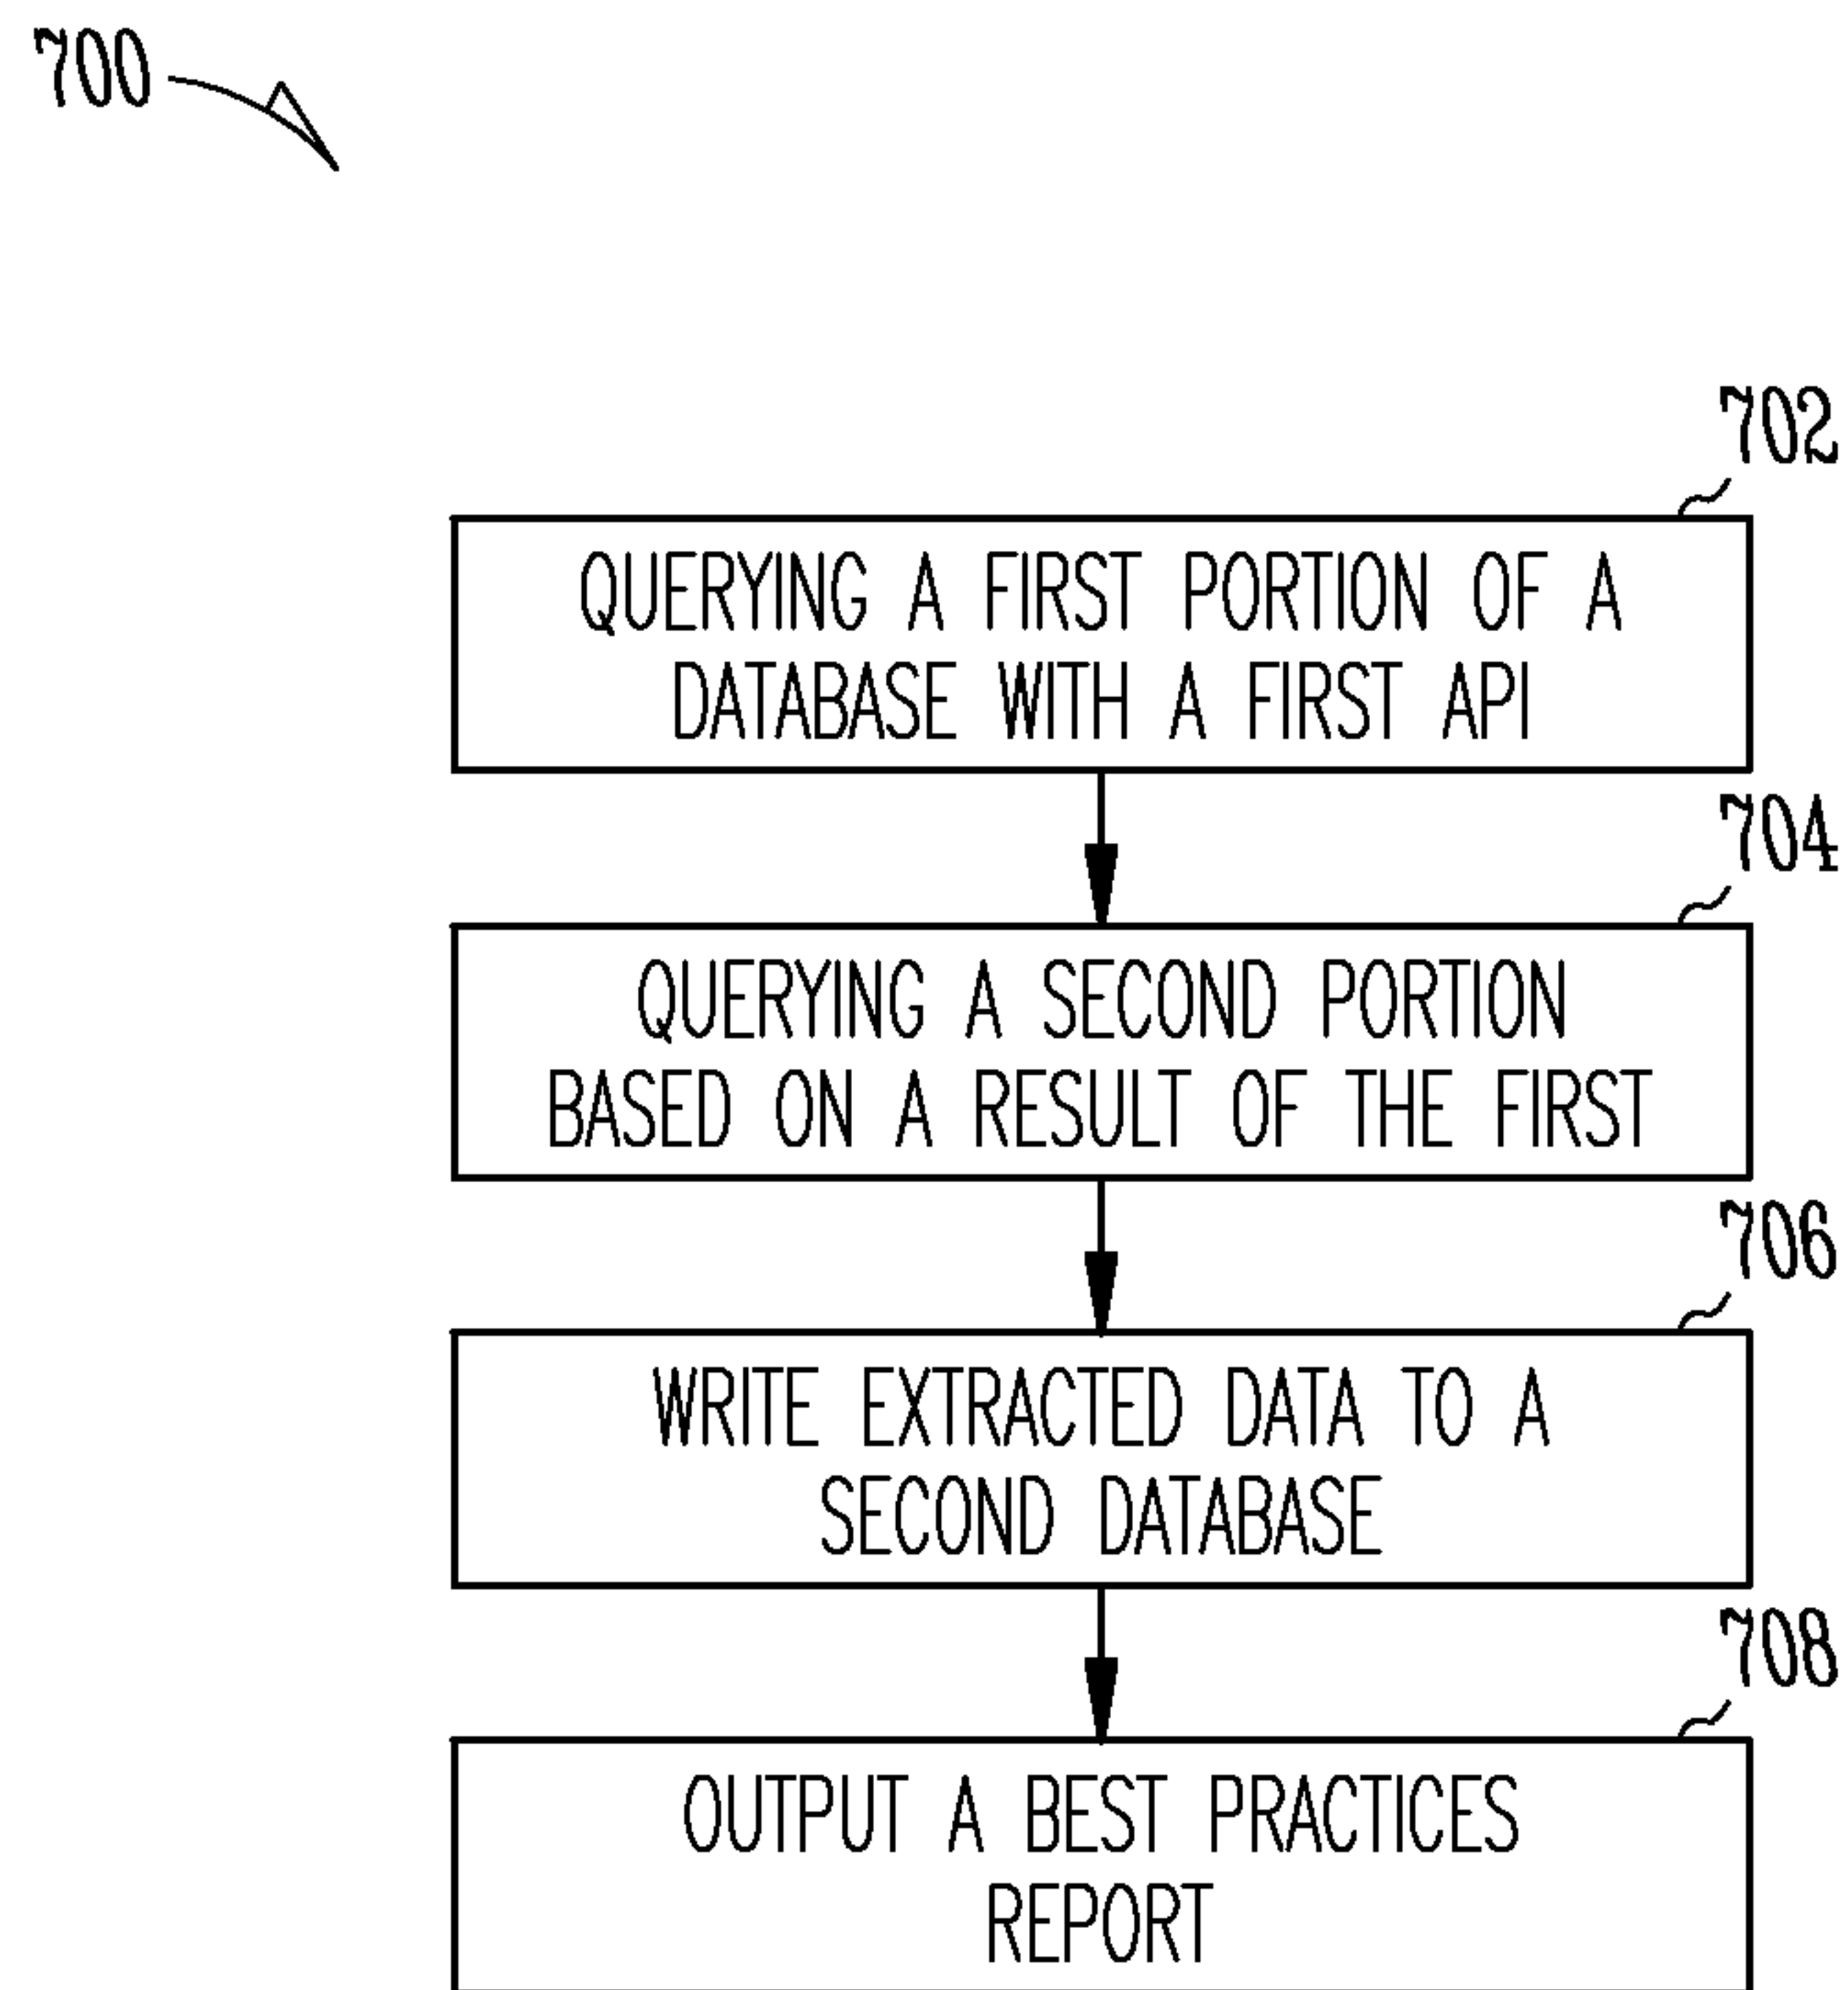 700
702
QUERYING A FIRST PORTION OF A
DATABASE WITH A FIRST API
704
QUERYING A SECOND PORTION
BASED ON A RESULT OF THE FIRST
706
WRITE EXTRACTED DATA TO A
SECOND DATABASE
708
OUTPUT A BEST PRACTICES
REPORT